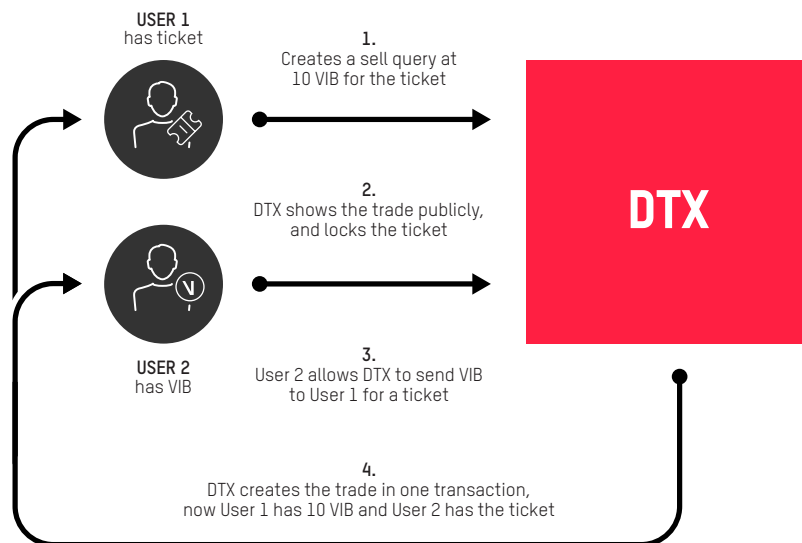 USER 1
has ticket
1.
Creates a sell query at
10 VIB for the ticket
2.
DTX shows the trade publicly,
and locks the ticket
DTX
V
USER 2
has VIB
3.
User 2 allows DTX to send VIB
to User 1 for a ticket
4.
DTX creates the trade in one transaction,
now User 1 has 10 VIB and User 2 has the ticket